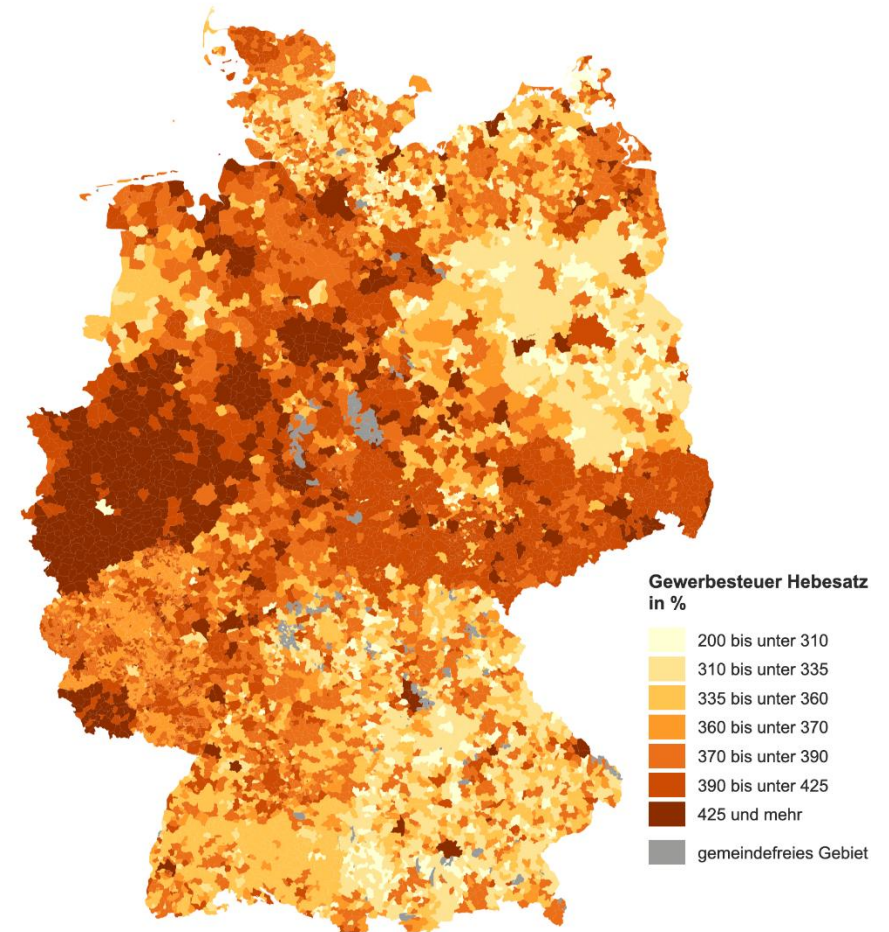 Gewerbesteuer Hebesatz
in %
200 bis unter 310
310 bis unter 335
335 bis unter 360
360 bis unter 370
370 bis unter 390
390 bis unter 425
425 und mehr
gemeindefreies Gebiet